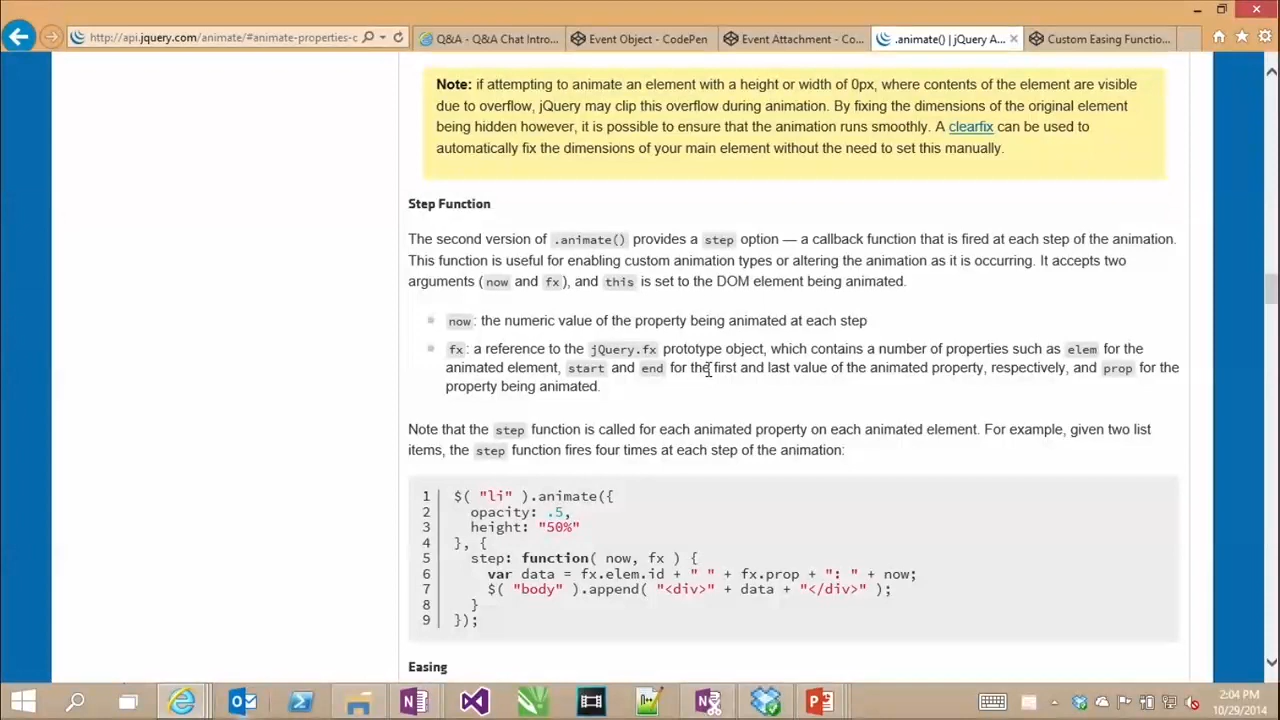 http://api.jquery.com/animate/#animate-properties-c
Q&A - Q&A Chat Intro...
Event Object - CodePen
Event Attachment - Co...
.animate() | jQuery A...
Custom Easing Functio...
Note: if attempting to animate an element with a height or width of 0px, where contents of the element are visible
due to overflow, jQuery may clip this overflow during animation. By fixing the dimensions of the original element
being hidden however, it is possible to ensure that the animation runs smoothly. A clearfix can be used to
automatically fix the dimensions of your main element without the need to set this manually.
Step Function
The second version of .animate() provides a step option — a callback function that is fired at each step of the animation.
This function is useful for enabling custom animation types or altering the animation as it is occurring. It accepts two
arguments (now and fx), and this is set to the DOM element being animated.
now: the numeric value of the property being animated at each step
fx: a reference to the jQuery.fx prototype object, which contains a number of properties such as elem for the
animated element, start and end for the first and last value of the animated property, respectively, and prop for the
property being animated.
Note that the step function is called for each animated property on each animated element. For example, given two list
items, the step function fires four times at each step of the animation:
1 $( "li" ).animate({
2 opacity: .5,
3 height: "50%"
4 }, {
5 step: function( now, fx ) {
6 var data = fx.elem.id + " " + fx.prop + ": " + now;
7 $( "body" ).append( "<div>" + data + "</div>" );
8 }
9 });
Easing
2:04 PM
10/29/2014